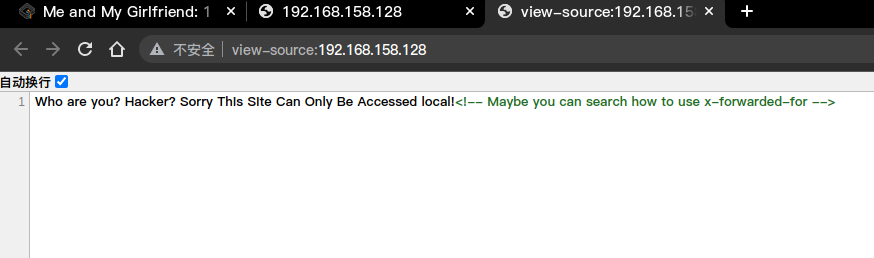 Me and My Girlfriend: 1
192.168.158.128
view-source:192.168.15
不安全 view-source:192.168.158.128
自动换行
1 Who are you? Hacker? Sorry This Site Can Only Be Accessed local!<!-- Maybe you can search how to use x-forwarded-for -->